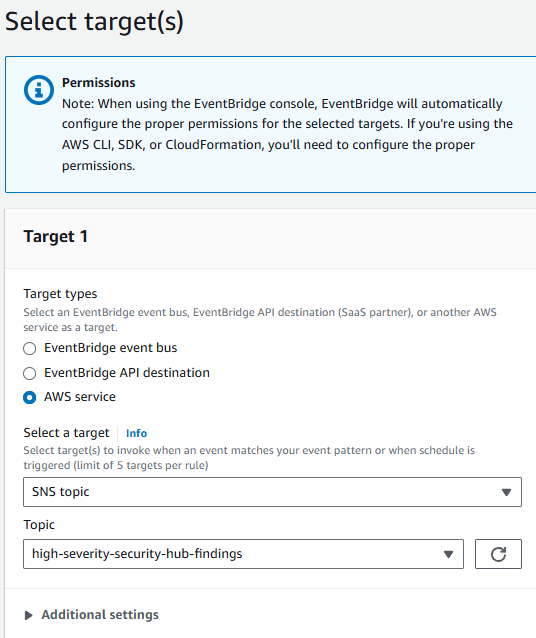 Select target(s)
Permissions
Note: When using the EventBridge console, EventBridge will automatically
configure the proper permissions for the selected targets. If you're using the
AWS CLI, SDK, or CloudFormation, you'll need to configure the proper
permissions.
Target 1
Target types
Select an EventBridge event bus, EventBridge API destination (SaaS partner), or another AWS
service as a target.
EventBridge event bus
EventBridge API destination
AWS service
Select a target Info
Select target(s) to invoke when an event matches your event pattern or when schedule is
triggered (limit of 5 targets per rule)
SNS topic
Topic
high-severity-security-hub-findings
Additional settings